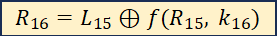 R₁₆ = L₁₅ ⊕ f(R₁₅, k₁₆)